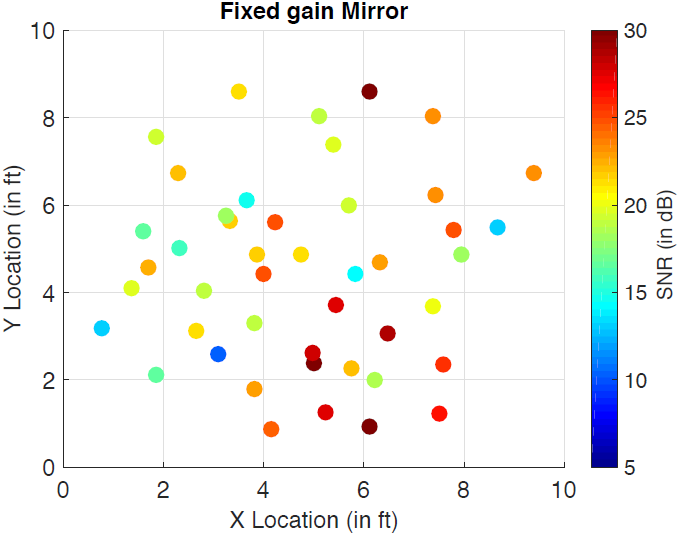 Fixed gain Mirror
10
8
6
4
2
0
Y Location (in ft)
0 2 4 6 8 10
X Location (in ft)
30
25
20
15
10
5
SNR (in dB)